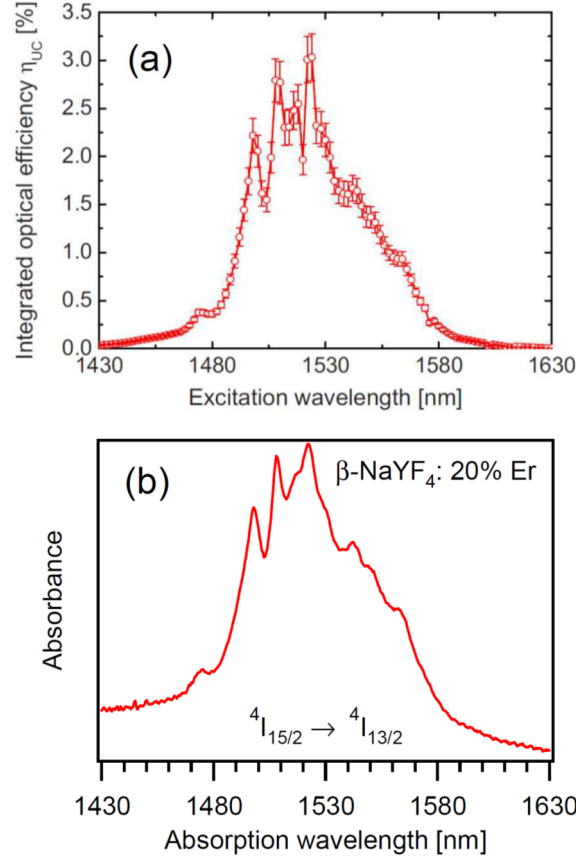 (a)
Integrated optical efficiency η_UC [%]
3.5
3.0
2.5
2.0
1.5
1.0
0.5
0.0
1430 1480 1530 1580 1630
Excitation wavelength [nm]
(b)
β-NaYF₄: 20% Er
Absorbance
⁴I₁₅/₂ → ⁴I₁₃/₂
1430 1480 1530 1580 1630
Absorption wavelength [nm]